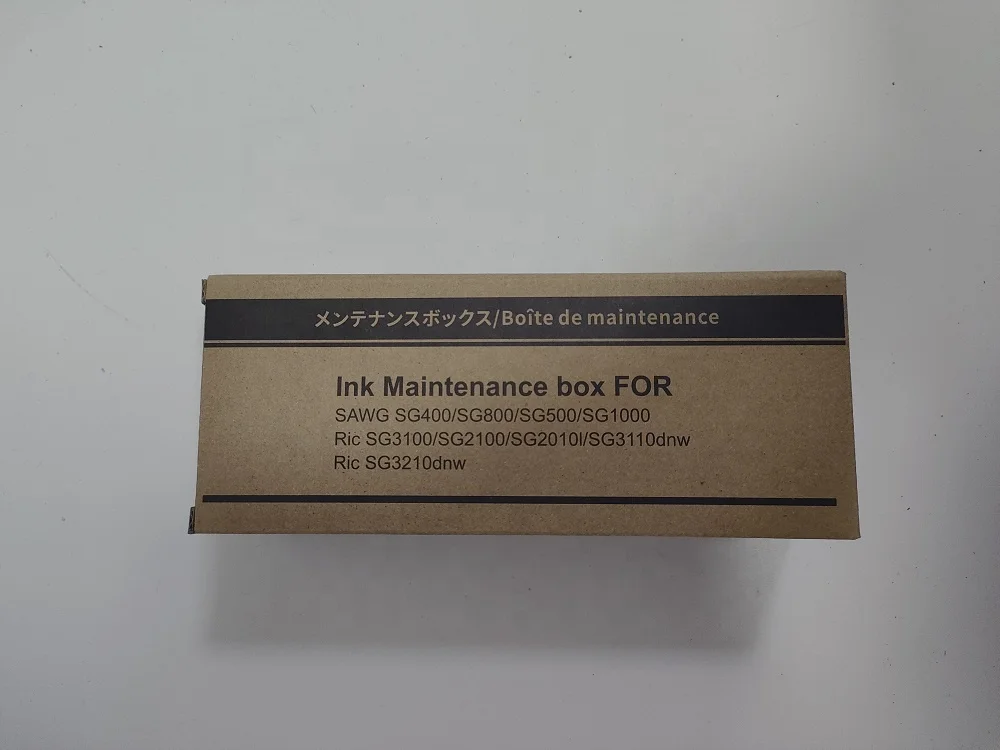 メンテナンスボックス/Boîte de maintenance
Ink Maintenance box FOR
SAWG SG400/SG800/SG500/SG1000
Ric SG3100/SG2100/SG2010l/SG3110dnw
Ric SG3210dnw